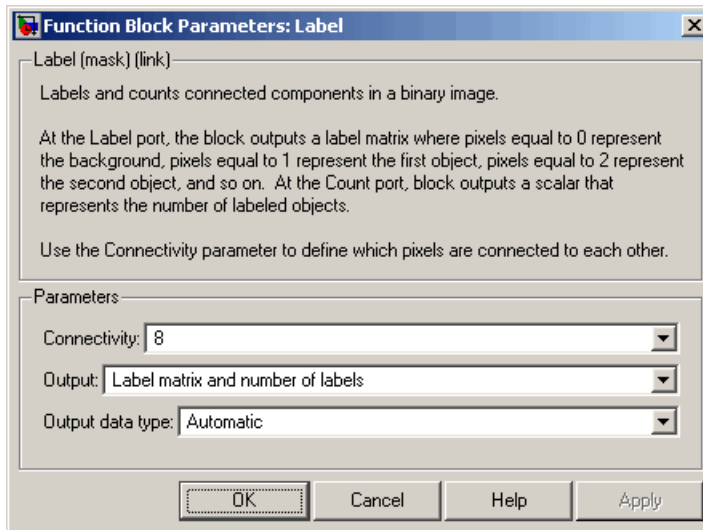 Function Block Parameters: Label
Label (mask) (link)
Labels and counts connected components in a binary image.
At the Label port, the block outputs a label matrix where pixels equal to 0 represent
the background, pixels equal to 1 represent the first object, pixels equal to 2 represent
the second object, and so on.  At the Count port, block outputs a scalar that
represents the number of labeled objects.
Use the Connectivity parameter to define which pixels are connected to each other.
Parameters
Connectivity: 8
Output: Label matrix and number of labels
Output data type: Automatic
OK Cancel Help Apply